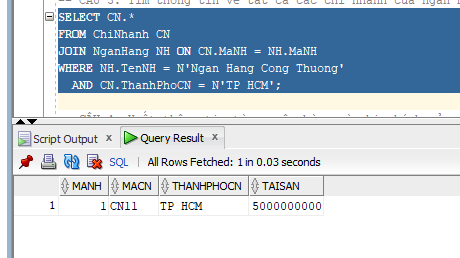 SELECT CN.*
FROM ChiNhanh CN
JOIN NganHang NH ON CN.MaNH = NH.MaNH
WHERE NH.TenNH = N'Ngan Hang Cong Thuong'
AND CN.ThanhPhoCN = N'TP HCM';
Script Output x Query Result x
SQL | All Rows Fetched: 1 in 0.03 seconds
MANH MACN THANHPHOCN TAISAN
1 1 CN11 TP HCM 5000000000